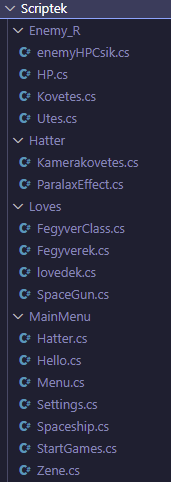 Scriptek
Enemy_R
C# enemyHPCsik.cs
C# HP.cs
C# Kovetes.cs
C# Utes.cs
Hatter
C# Kamerakovetes.cs
C# ParalaxEffect.cs
Loves
C# FegyverClass.cs
C# Fegyverek.cs
C# lovedek.cs
C# SpaceGun.cs
MainMenu
C# Hatter.cs
C# Hello.cs
C# Menu.cs
C# Settings.cs
C# Spaceship.cs
C# StartGames.cs
C# Zene.cs